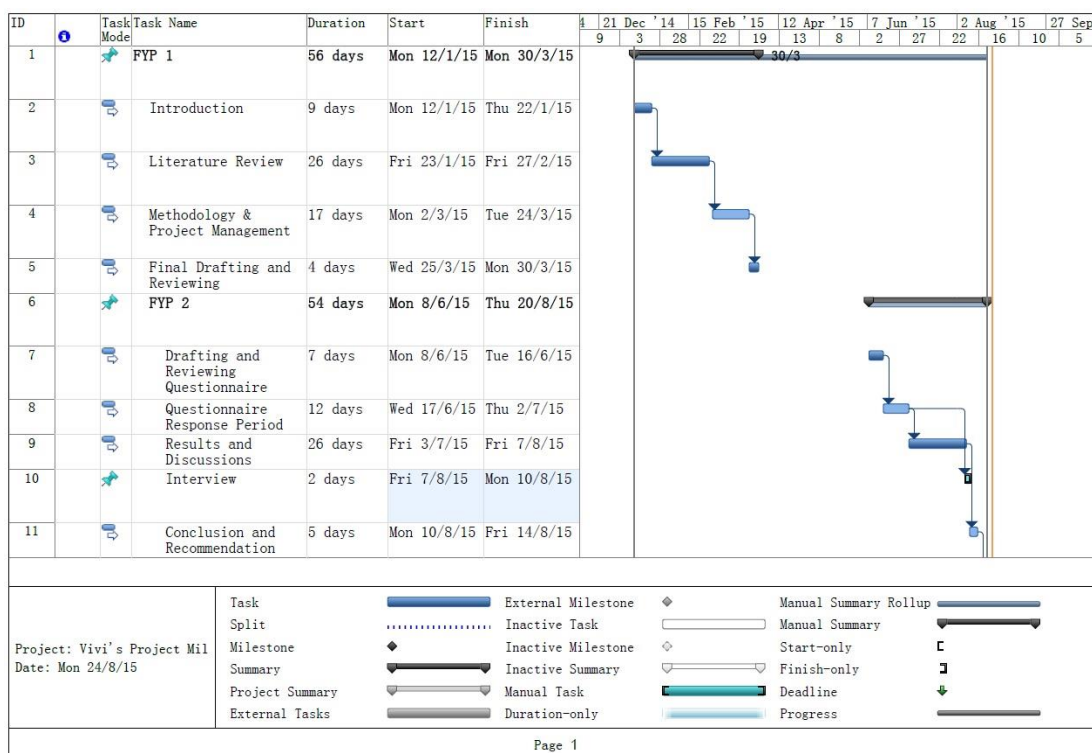 ID Task Mode Task Name Duration Start Finish 4 21 Dec '14 15 Feb '15 12 Apr '15 7 Jun '15 2 Aug '15 27 Sep
9 3 28 22 19 13 8 2 27 22 16 10 5
1 FYP 1 56 days Mon 12/1/15 Mon 30/3/15 30/3
2 Introduction 9 days Mon 12/1/15 Thu 22/1/15
3 Literature Review 26 days Fri 23/1/15 Fri 27/2/15
4 Methodology & 17 days Mon 2/3/15 Tue 24/3/15
Project Management
5 Final Drafting and 4 days Wed 25/3/15 Mon 30/3/15
Reviewing
6 FYP 2 54 days Mon 8/6/15 Thu 20/8/15
7 Drafting and 7 days Mon 8/6/15 Tue 16/6/15
Reviewing
Questionnaire
8 Questionnaire 12 days Wed 17/6/15 Thu 2/7/15
Response Period
9 Results and 26 days Fri 3/7/15 Fri 7/8/15
Discussions
10 Interview 2 days Fri 7/8/15 Mon 10/8/15
11 Conclusion and 5 days Mon 10/8/15 Fri 14/8/15
Recommendation
Project: Vivi's Project Mil
Date: Mon 24/8/15
Task External Milestone Manual Summary Rollup
Split Inactive Task Manual Summary
Milestone Inactive Milestone Start-only
Summary Inactive Summary Finish-only
Project Summary Manual Task Deadline
External Tasks Duration-only Progress
Page 1